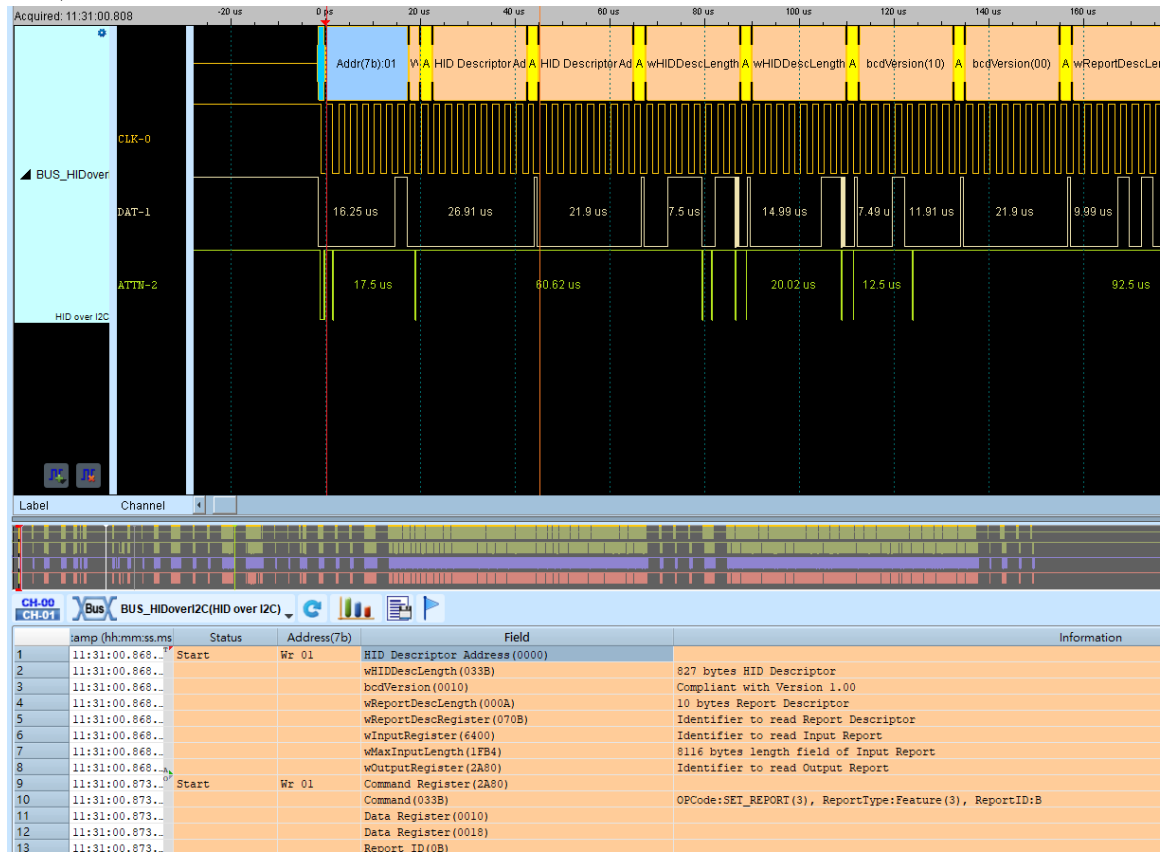 Acquired: 11:31:00.808
-20 us 0 ps 20 us 40 us 60 us 80 us 100 us 120 us 140 us 160 us
Addr(7b):01 W A HID Descriptor Ad A HID Descriptor Ad A wHIDDescLength A wHIDDescLength A bcdVersion(10) A bcdVersion(00) A wReportDescLe
CLK-0
BUS_HIDover
DAT-1 16.25 us 26.91 us 21.9 us 7.5 us 14.99 us 7.49 u 11.91 us 21.9 us 9.99 us
ATTN-2 17.5 us 60.62 us 20.02 us 12.5 us 92.5 us
HID over I2C
Label Channel
CH-00
CH-01
Bus BUS_HIDoverI2C(HID over I2C)
tamp (hh:mm:ss.ms Status Address(7b) Field Information
1 11:31:00.868... T Start Wr 01 HID Descriptor Address(0000)
2 11:31:00.868... wHIDDescLength(033B) 827 bytes HID Descriptor
3 11:31:00.868... bcdVersion(0010) Compliant with Version 1.00
4 11:31:00.868... wReportDescLength(000A) 10 bytes Report Descriptor
5 11:31:00.868... wReportDescRegister(070B) Identifier to read Report Descriptor
6 11:31:00.868... wInputRegister(6400) Identifier to read Input Report
7 11:31:00.868... wMaxInputLength(1FB4) 8116 bytes length field of Input Report
8 11:31:00.868... A wOutputRegister(2A80) Identifier to read Output Report
9 11:31:00.873... Start Wr 01 Command Register(2A80)
10 11:31:00.873... Command(033B) OPCode:SET_REPORT(3), ReportType:Feature(3), ReportID:B
11 11:31:00.873... Data Register(0010)
12 11:31:00.873... Data Register(0018)
13 11:31:00.873... Report ID(0B)